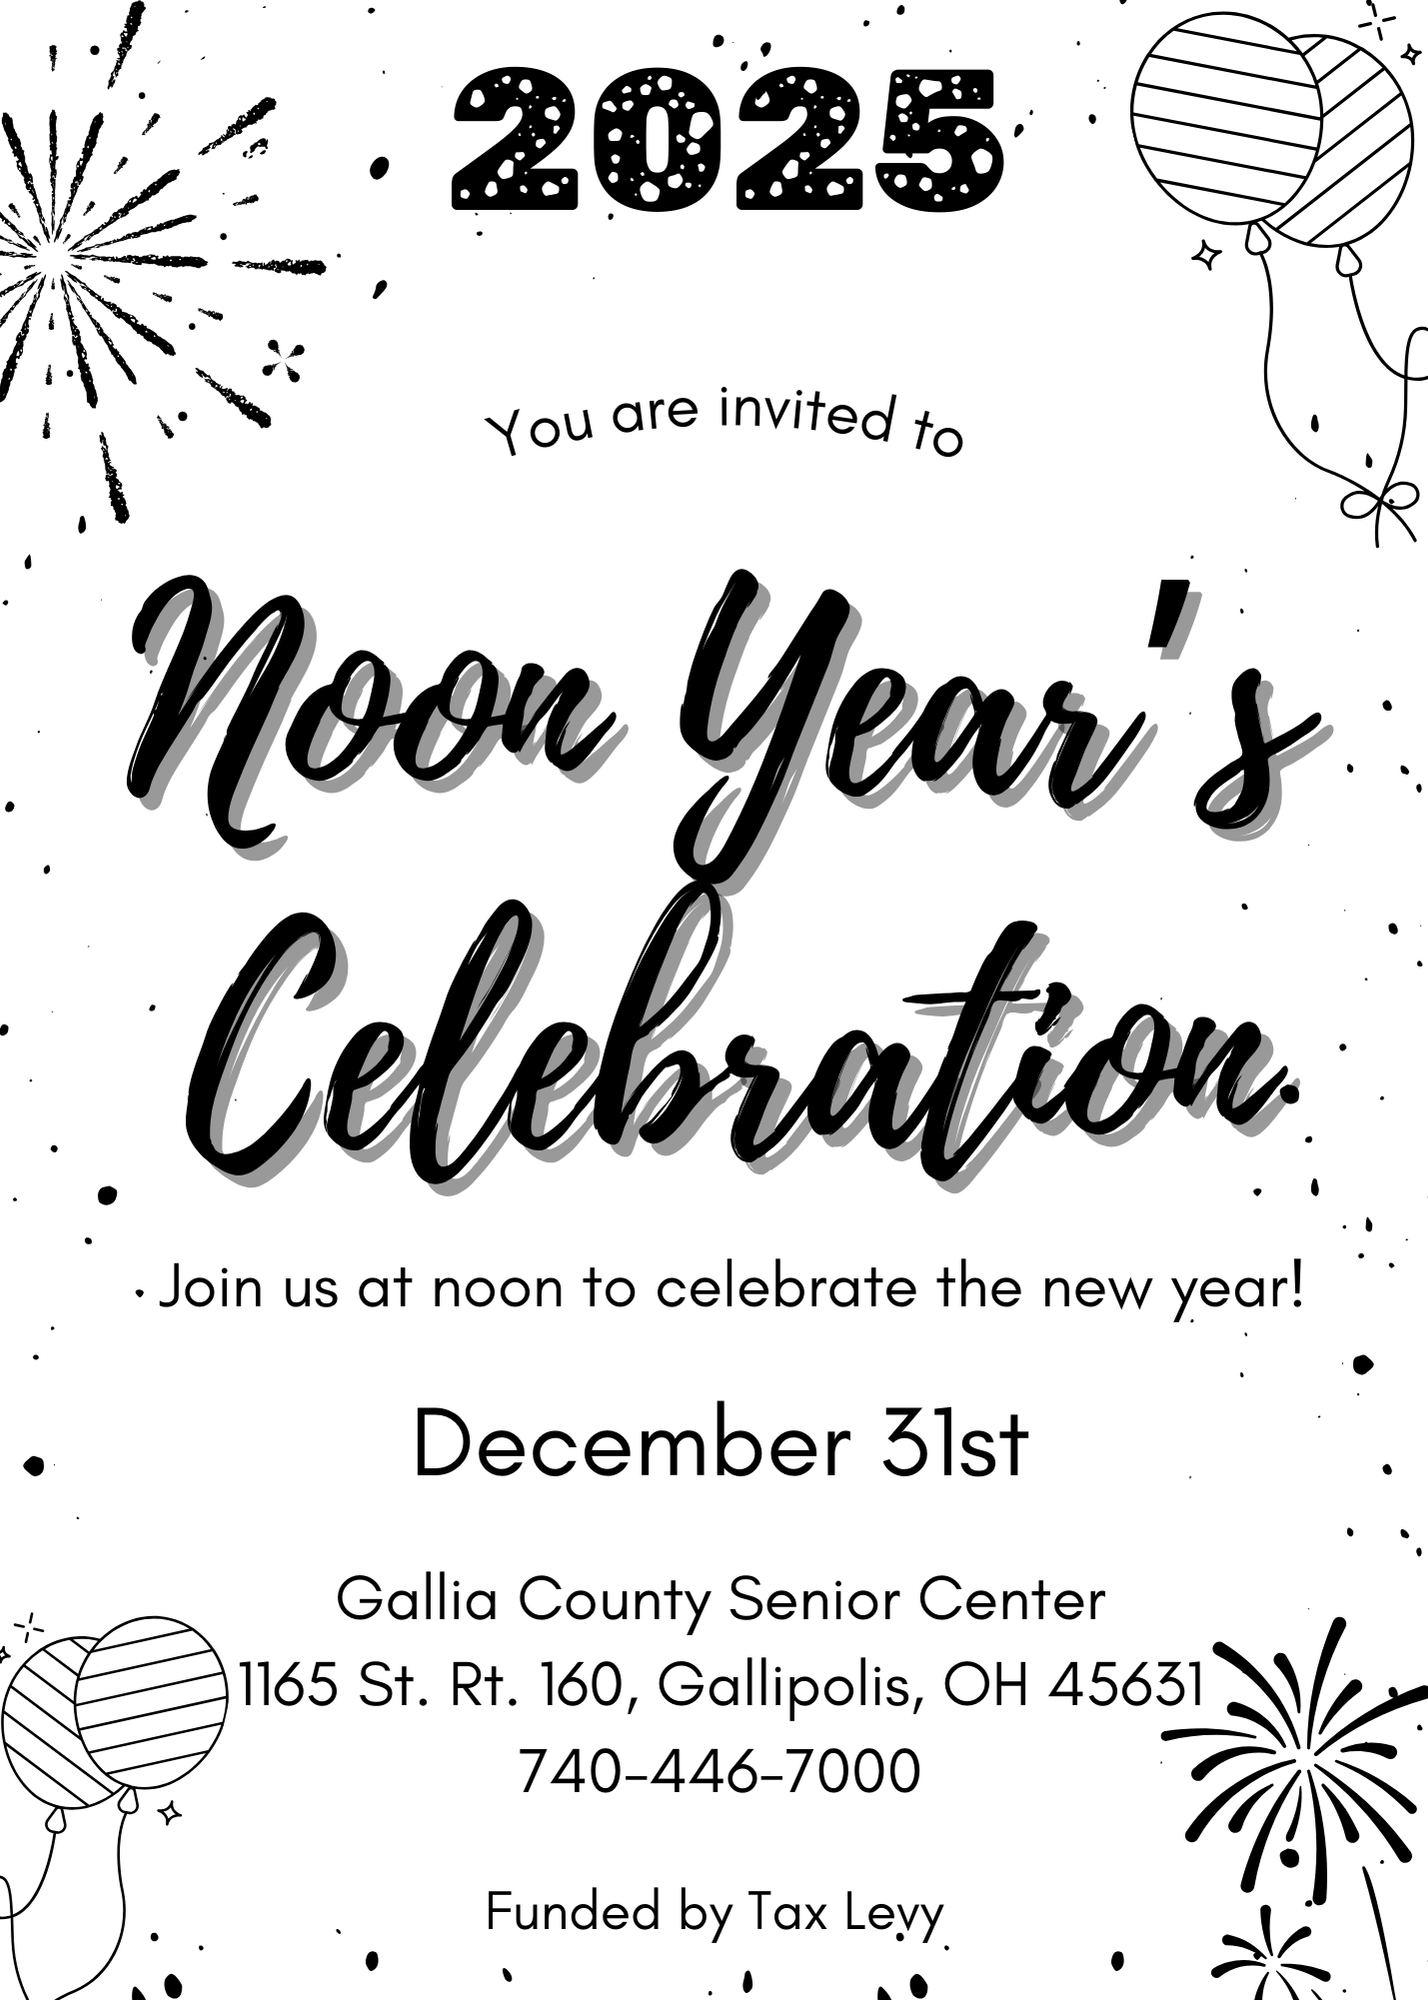 2025
You are invited to
Noon Year's
Celebration
Join us at noon to celebrate the new year!
December 31st
Gallia County Senior Center
1165 St. Rt. 160, Gallipolis, OH 45631
740-446-7000
Funded by Tax Levy